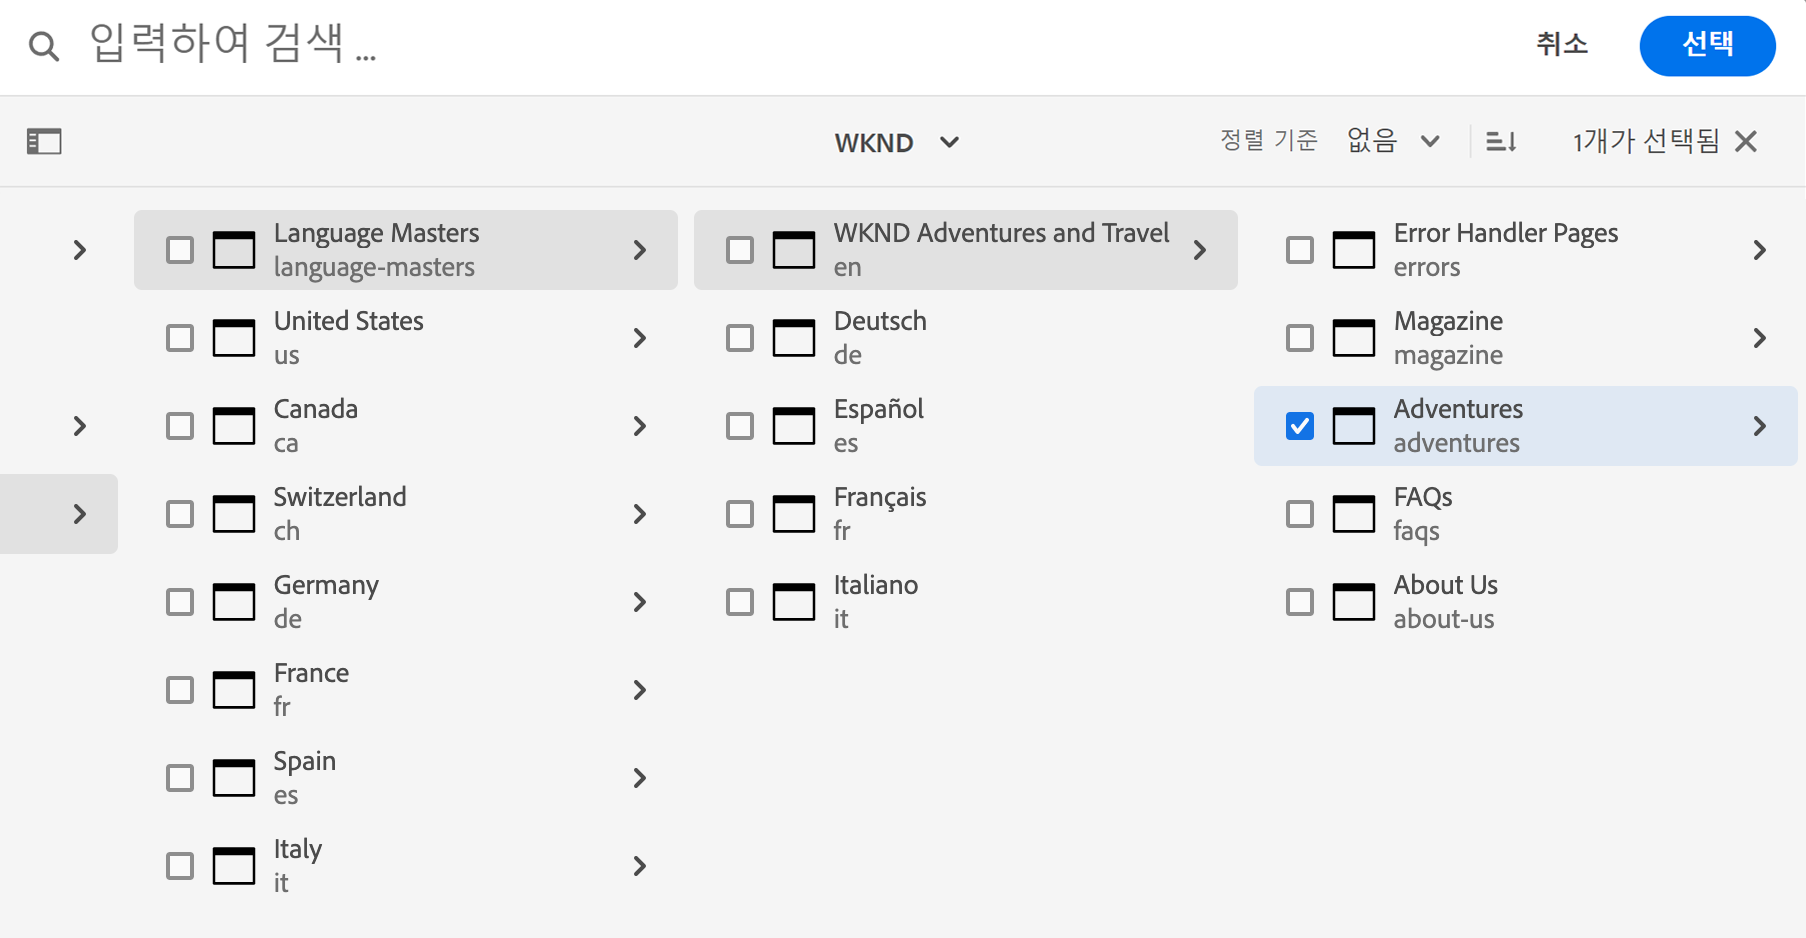 입력하여 검색 ...
취소
선택
WKND
정렬 기준 없음
1개가 선택됨
Language Masters
language-masters
United States
us
Canada
ca
Switzerland
ch
Germany
de
France
fr
Spain
es
Italy
it
WKND Adventures and Travel
en
Deutsch
de
Español
es
Français
fr
Italiano
it
Error Handler Pages
errors
Magazine
magazine
Adventures
adventures
FAQs
faqs
About Us
about-us